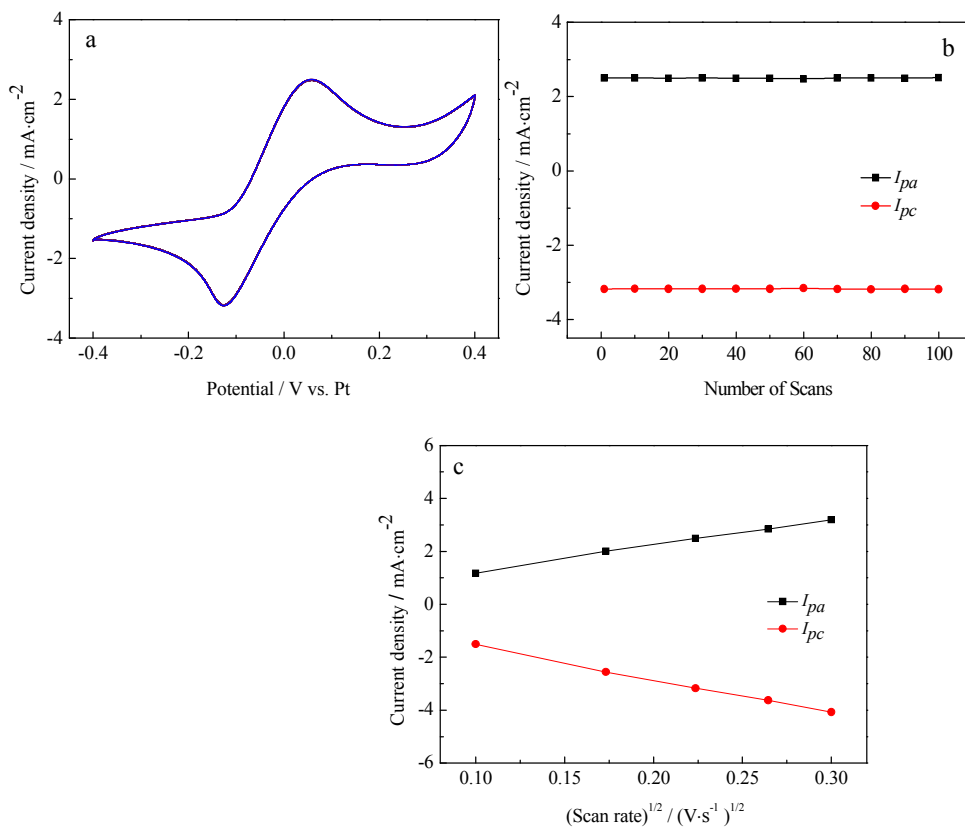 a
4
2
0
-2
-4
Current density / mA·cm-2
-0.4 -0.2 0.0 0.2 0.4
Potential / V vs. Pt
b
4
2
0
-2
-4
Current density / mA·cm-2
Ipa
Ipc
0 20 40 60 80 100
Number of Scans
c
6
4
2
0
-2
-4
-6
Current density / mA·cm-2
Ipa
Ipc
0.10 0.15 0.20 0.25 0.30
(Scan rate)1/2 / (V·s-1 )1/2